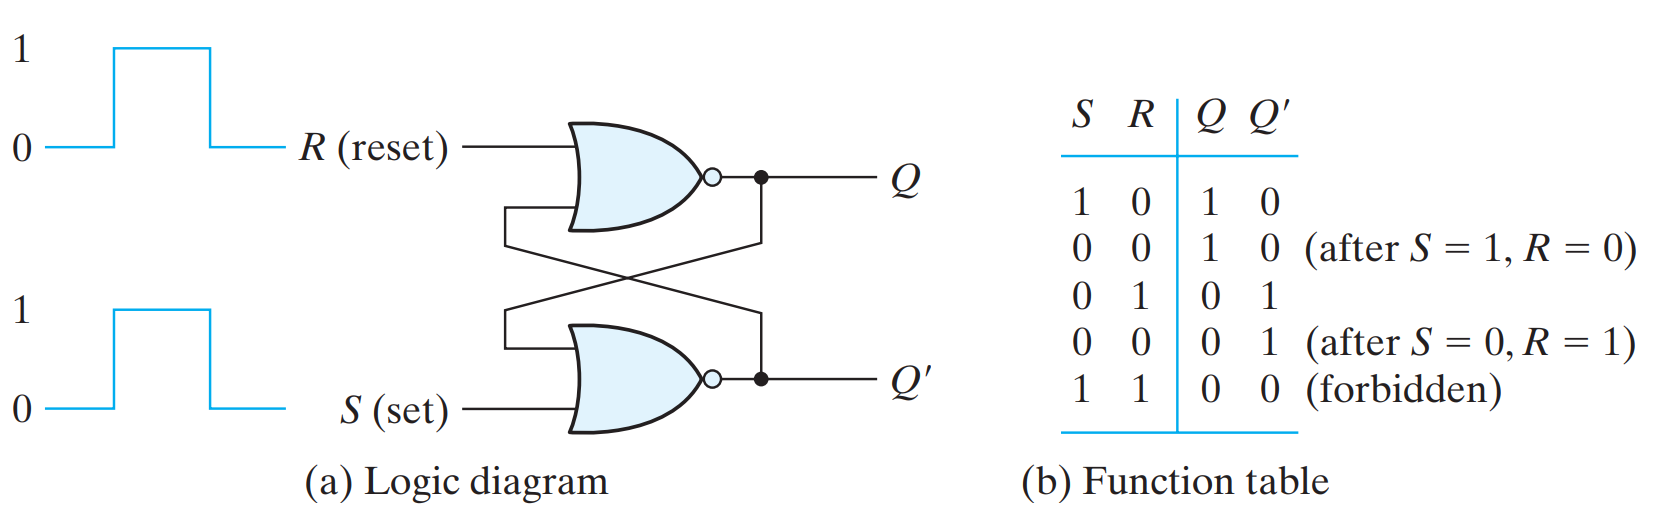 1
0
R (reset)
Q
1
0
S (set)
Q′
(a) Logic diagram
S R Q Q′
1 0 1 0
0 0 1 0 (after S = 1, R = 0)
0 1 0 1
0 0 0 1 (after S = 0, R = 1)
1 1 0 0 (forbidden)
(b) Function table